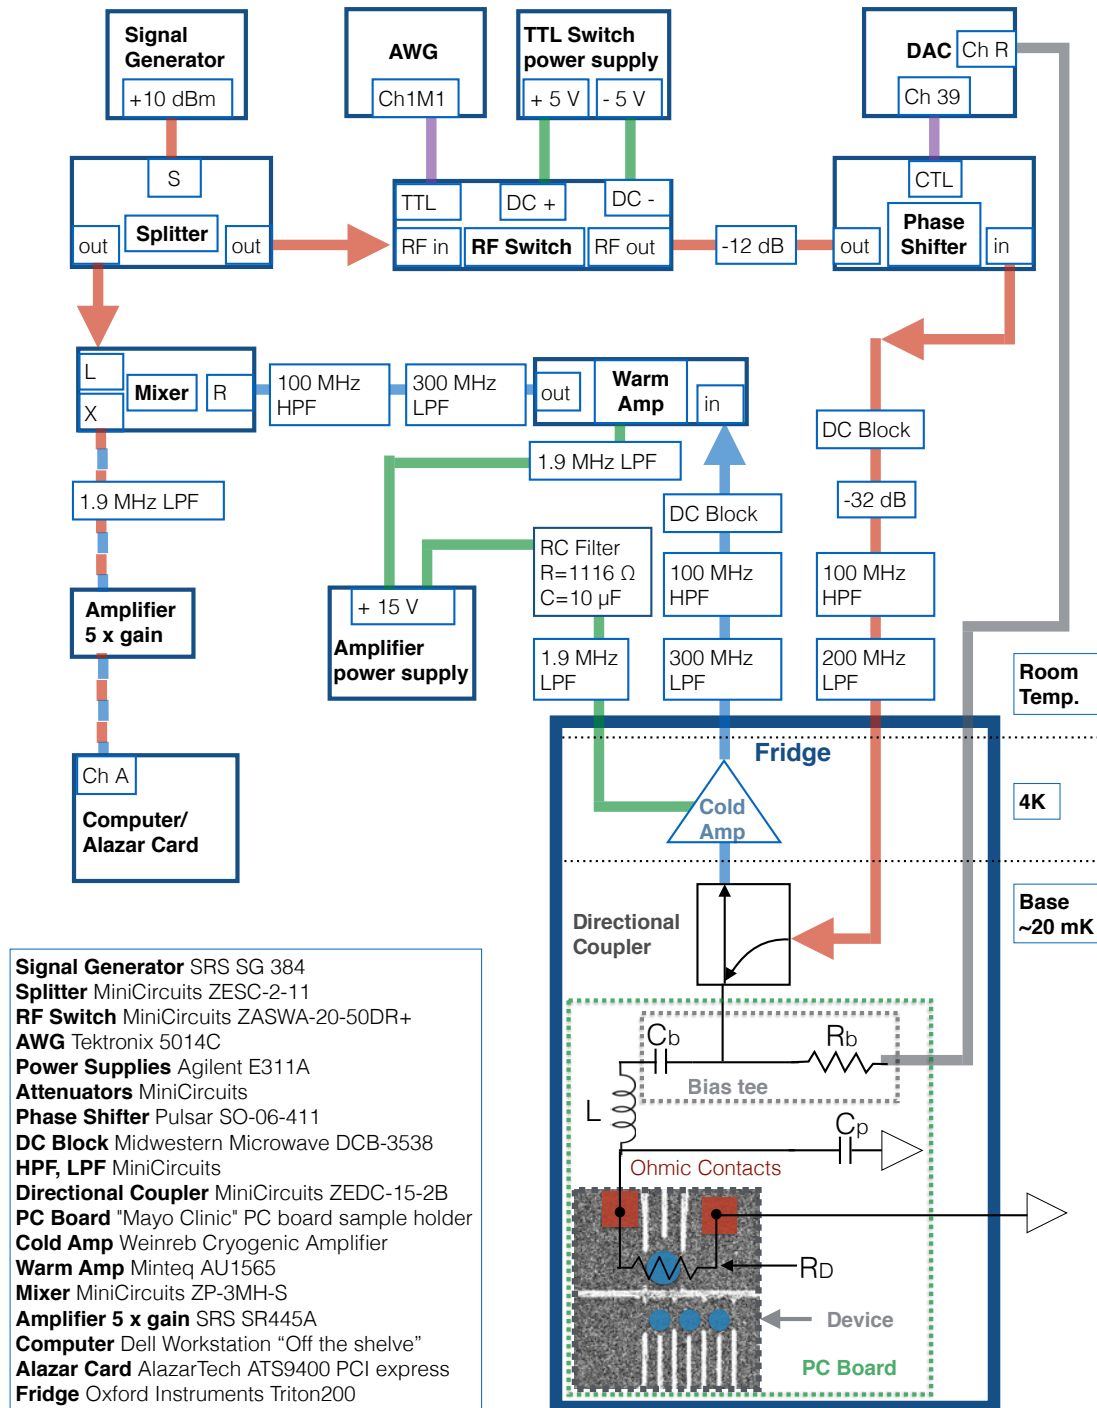 Signal
Generator
+10 dBm
AWG
Ch1M1
TTL Switch
power supply
+ 5 V
- 5 V
DAC
Ch R
Ch 39
S
Splitter
out
out
TTL
DC +
DC -
RF in
RF Switch
RF out
-12 dB
CTL
Phase
Shifter
out
in
L
X
Mixer
R
100 MHz
HPF
300 MHz
LPF
out
Warm
Amp
in
DC Block
1.9 MHz LPF
1.9 MHz LPF
-32 dB
DC Block
RC Filter
R=1116 Ω
C=10 µF
100 MHz
HPF
100 MHz
HPF
Amplifier
5 x gain
+ 15 V
Amplifier
power supply
1.9 MHz
LPF
300 MHz
LPF
200 MHz
LPF
Room
Temp.
Fridge
Ch A
Computer/
Alazar Card
Cold
Amp
4K
Base
~20 mK
Directional
Coupler
Cb
Rb
Bias tee
L
Cp
Ohmic Contacts
RD
Device
PC Board
Signal Generator SRS SG 384
Splitter MiniCircuits ZESC-2-11
RF Switch MiniCircuits ZASWA-20-50DR+
AWG Tektronix 5014C
Power Supplies Agilent E311A
Attenuators MiniCircuits
Phase Shifter Pulsar SO-06-411
DC Block Midwestern Microwave DCB-3538
HPF, LPF MiniCircuits
Directional Coupler MiniCircuits ZEDC-15-2B
PC Board "Mayo Clinic" PC board sample holder
Cold Amp Weinreb Cryogenic Amplifier
Warm Amp Minteq AU1565
Mixer MiniCircuits ZP-3MH-S
Amplifier 5 x gain SRS SR445A
Computer Dell Workstation “Off the shelve”
Alazar Card AlazarTech ATS9400 PCI express
Fridge Oxford Instruments Triton200